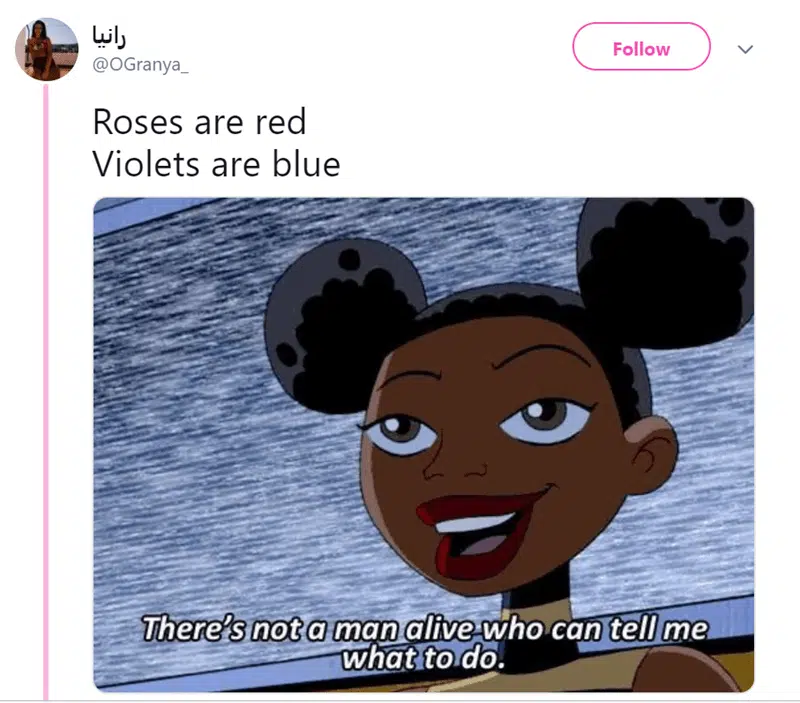 رانيا
@OGranya_
Follow
Roses are red
Violets are blue
There's not a man alive who can tell me
what to do.